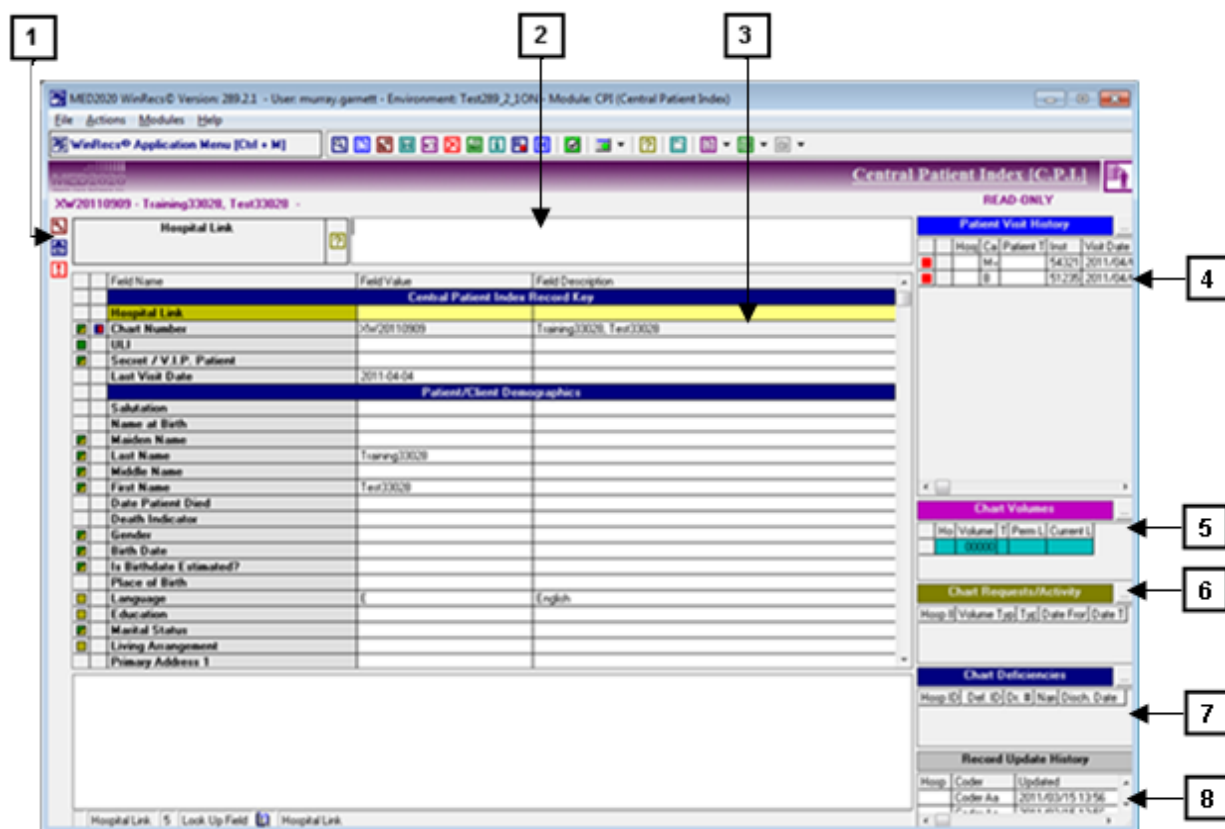 1
2
3
MED2020 WinRecs© Version: 289.2.1 - User: murray.garnett - Environment: Test289_2_1ON - Module: CPI (Central Patient Index)
File Actions Modules Help
WinRecs© Application Menu [Ctrl + M]
MED2020
Central Patient Index [C.P.I.]
XW20110909 - Training33028, Test33028 -
READ-ONLY
Hospital Link
Patient Visit History
Hosp Ca Patient T Inst Visit Date
54321 2011/04/
B 51235 2011/04/
4
Field Name Field Value Field Description
Central Patient Index Record Key
Hospital Link
Chart Number XW20110909 Training33028, Test33028
ULI
Secret / V.I.P. Patient
Last Visit Date 2011-04-04
Patient/Client Demographics
Salutation
Name at Birth
Maiden Name
Last Name Training33028
Middle Name
First Name Test33028
Date Patient Died
Death Indicator
Gender
Birth Date
Is Birthdate Estimated?
Place of Birth
Language E English
Education
Marital Status
Living Arrangement
Primary Address 1
Chart Volumes
Ho Volume T Perm L Current L
00000
5
Chart Requests/Activity
Hosp I Volume Typ Typ Date From Date T
6
Chart Deficiencies
Hosp ID Def. ID Dr. # Nam Disch. Date
7
Record Update History
Hosp Coder Updated
Coder Aa 2011/03/15 13:56
8
Hospital Link 5 Look Up Field Hospital Link